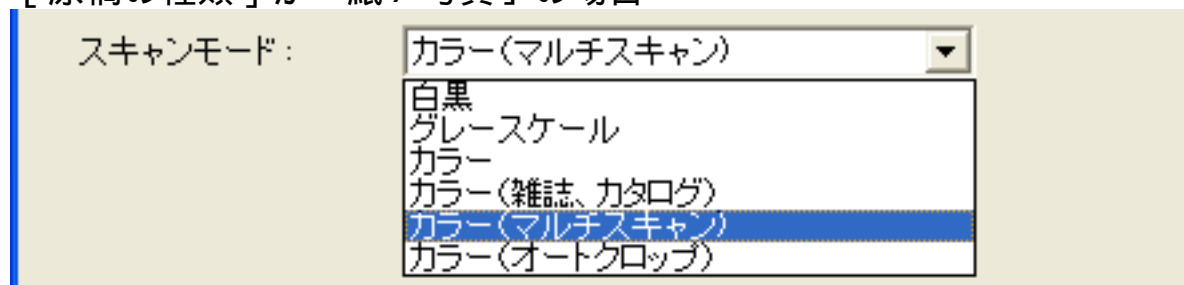 スキャンモード： カラー(マルチスキャン)
白黒
グレースケール
カラー
カラー(雑誌、カタログ)
カラー(マルチスキャン)
カラー(オートクロップ)